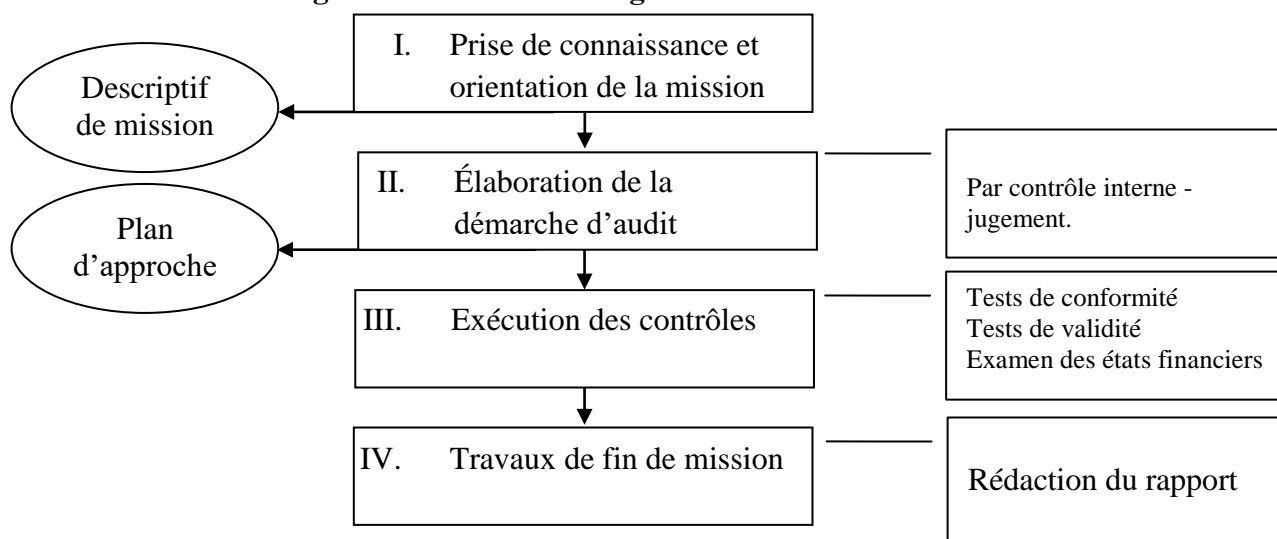 I. Prise de connaissance et
orientation de la mission
Descriptif
de mission
II. Élaboration de la
démarche d’audit
Par contrôle interne -
jugement.
Plan
d’approche
III. Exécution des contrôles
Tests de conformité
Tests de validité
Examen des états financiers
IV. Travaux de fin de mission
Rédaction du rapport